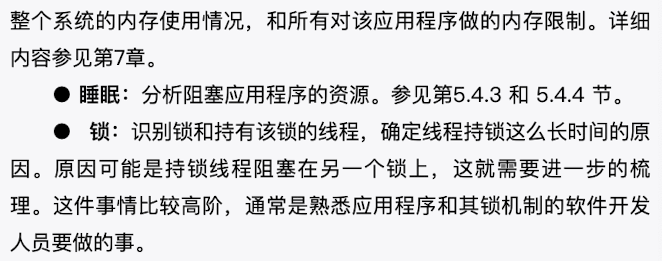 整个系统的内存使用情况，和所有对该应用程序做的内存限制。详细
内容参见第7章。
● 睡眠：分析阻塞应用程序的资源。参见第5.4.3 和 5.4.4 节。
● 锁：识别锁和持有该锁的线程，确定线程持锁这么长时间的原
因。原因可能是持锁线程阻塞在另一个锁上，这就需要进一步的梳
理。这件事情比较高阶，通常是熟悉应用程序和其锁机制的软件开发
人员要做的事。